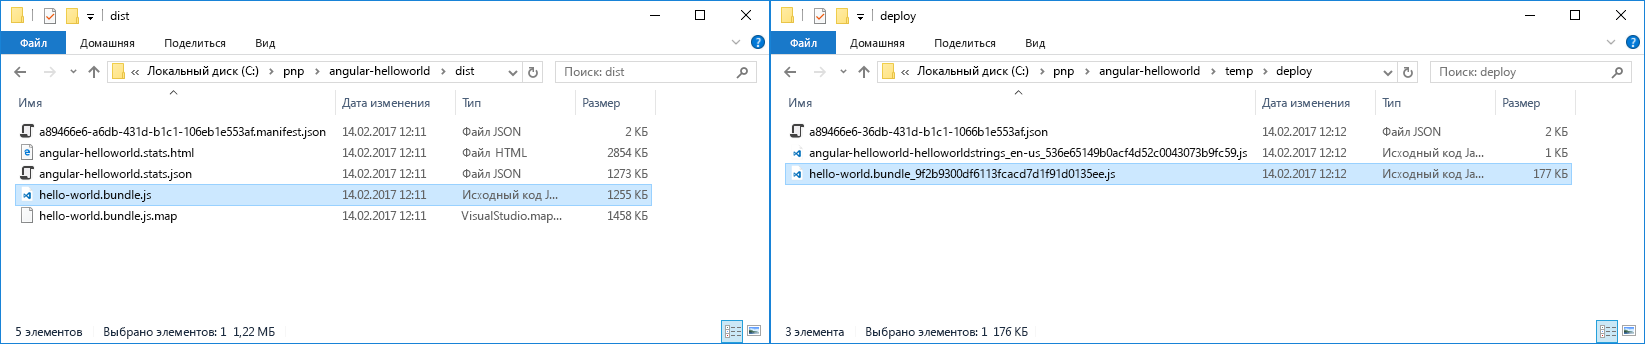 dist
Файл Домашняя Поделиться Вид
« Локальный диск (C:) › pnp › angular-helloworld › dist
Поиск: dist
Имя Дата изменения Тип Размер
a89466e6-a6db-431d-b1c1-106eb1e553af.manifest.json 14.02.2017 12:11 Файл JSON 2 КБ
angular-helloworld.stats.html 14.02.2017 12:11 Файл HTML 2854 КБ
angular-helloworld.stats.json 14.02.2017 12:11 Файл JSON 1273 КБ
hello-world.bundle.js 14.02.2017 12:11 Исходный код J... 1255 КБ
hello-world.bundle.js.map 14.02.2017 12:11 VisualStudio.map... 1458 КБ
5 элементов Выбрано элементов: 1 1,22 МБ
deploy
Файл Домашняя Поделиться Вид
« Локальный диск (C:) › pnp › angular-helloworld › temp › deploy
Поиск: deploy
Имя Дата изменения Тип Размер
a89466e6-36db-431d-b1c1-1066b1e553af.json 14.02.2017 12:12 Файл JSON 2 КБ
angular-helloworld-helloworldstrings_en-us_536e65149b0acf4d52c0043073b9fc59.js 14.02.2017 12:12 Исходный код Ja... 1 КБ
hello-world.bundle_9f2b9300df6113fcacd7d1f91d0135ee.js 14.02.2017 12:12 Исходный код Ja... 177 КБ
3 элемента Выбрано элементов: 1 176 КБ